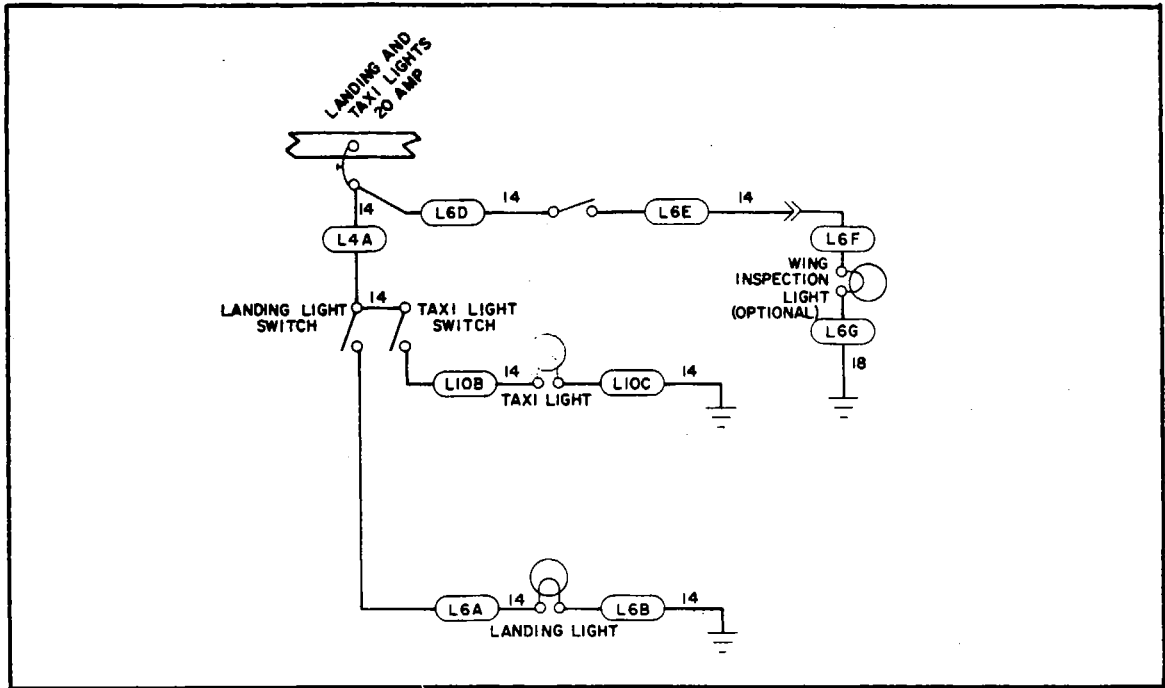 LANDING AND
TAXI LIGHTS
20 AMP
14
L6D
14
L6E
14
L4A
L6F
WING
INSPECTION
LIGHT
(OPTIONAL)
L6G
18
LANDING LIGHT
SWITCH
14
TAXI LIGHT
SWITCH
L10B
14
TAXI LIGHT
L10C
14
L6A
14
LANDING LIGHT
L6B
14